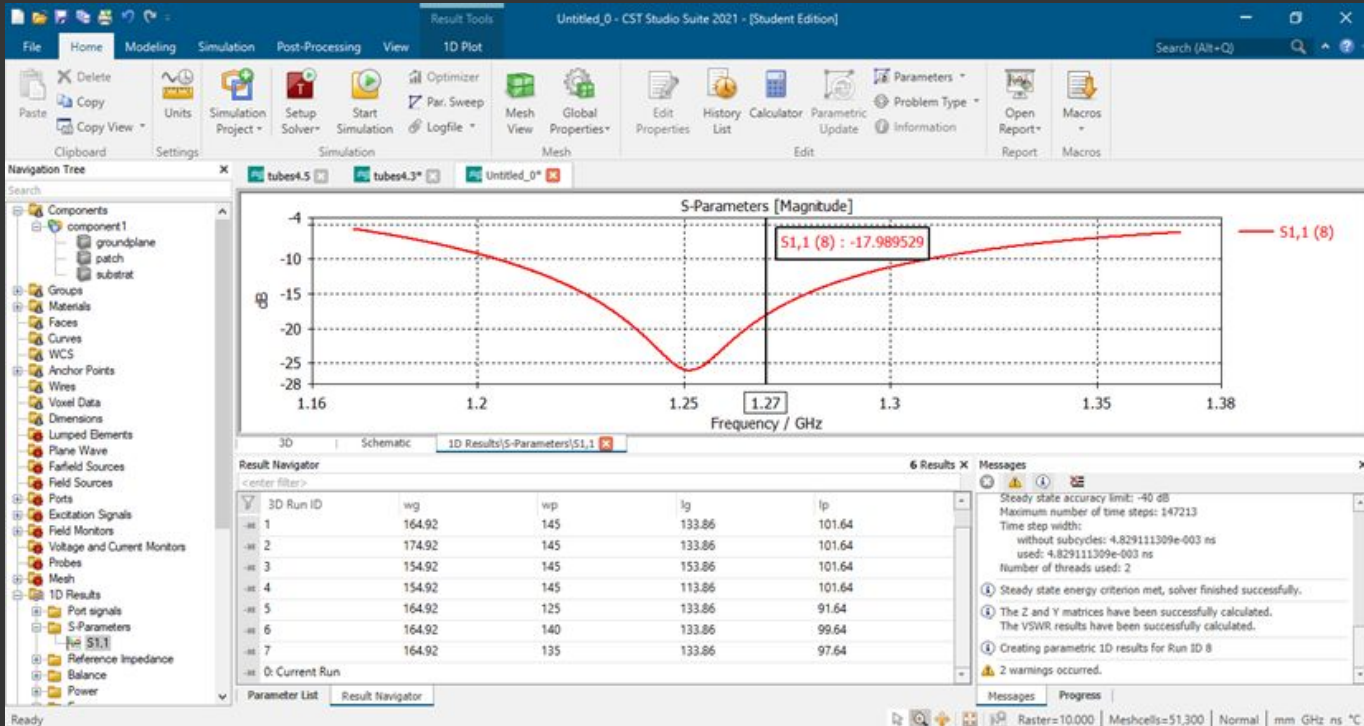 Result Tools
Untitled_0 - CST Studio Suite 2021 - [Student Edition]
File Home Modeling Simulation Post-Processing View 1D Plot
Search (Alt+Q)
Paste
Delete
Copy
Copy View
Clipboard
Units
Settings
Simulation Project
Setup Solver
Start Simulation
Optimizer
Par. Sweep
Logfile
Simulation
Mesh View
Global Properties
Mesh
Edit Properties
History List
Calculator
Parametric Update
Parameters
Problem Type
Information
Edit
Open Report
Report
Macros
Macros
Navigation Tree
Search
Components
component1
groundplane
patch
substrat
Groups
Materials
Faces
Curves
WCS
Anchor Points
Wires
Voxel Data
Dimensions
Lumped Elements
Plane Wave
Farfield Sources
Field Sources
Ports
Excitation Signals
Field Monitors
Voltage and Current Monitors
Probes
Mesh
1D Results
Port signals
S-Parameters
S1,1
Reference Impedance
Balance
Power
tubes4.5 tubes4.3* Untitled_0*
S-Parameters [Magnitude]
S1,1 (8) : -17.989529
S1,1 (8)
dB
-4
-10
-15
-20
-25
-28
1.16 1.2 1.25 1.27 1.3 1.35 1.38
Frequency / GHz
3D Schematic 1D Results\S-Parameters\S1,1
Result Navigator 6 Results
<enter filter>
3D Run ID wg wp lg lp
1 164.92 145 133.86 101.64
2 174.92 145 133.86 101.64
3 154.92 145 153.86 101.64
4 154.92 145 113.86 101.64
5 164.92 125 133.86 91.64
6 164.92 140 133.86 99.64
7 164.92 135 133.86 97.64
0: Current Run
Parameter List Result Navigator
Messages
Steady state accuracy limit: -40 dB
Maximum number of time steps: 147213
Time step width:
without subcycles: 4.829111309e-003 ns
used: 4.829111309e-003 ns
Number of threads used: 2
Steady state energy criterion met, solver finished successfully.
The Z and Y matrices have been successfully calculated.
The VSWR results have been successfully calculated.
Creating parametric 1D results for Run ID 8
2 warnings occurred.
Messages Progress
Ready
Raster=10.000 Meshcells=51,300 Normal mm GHz ns °C